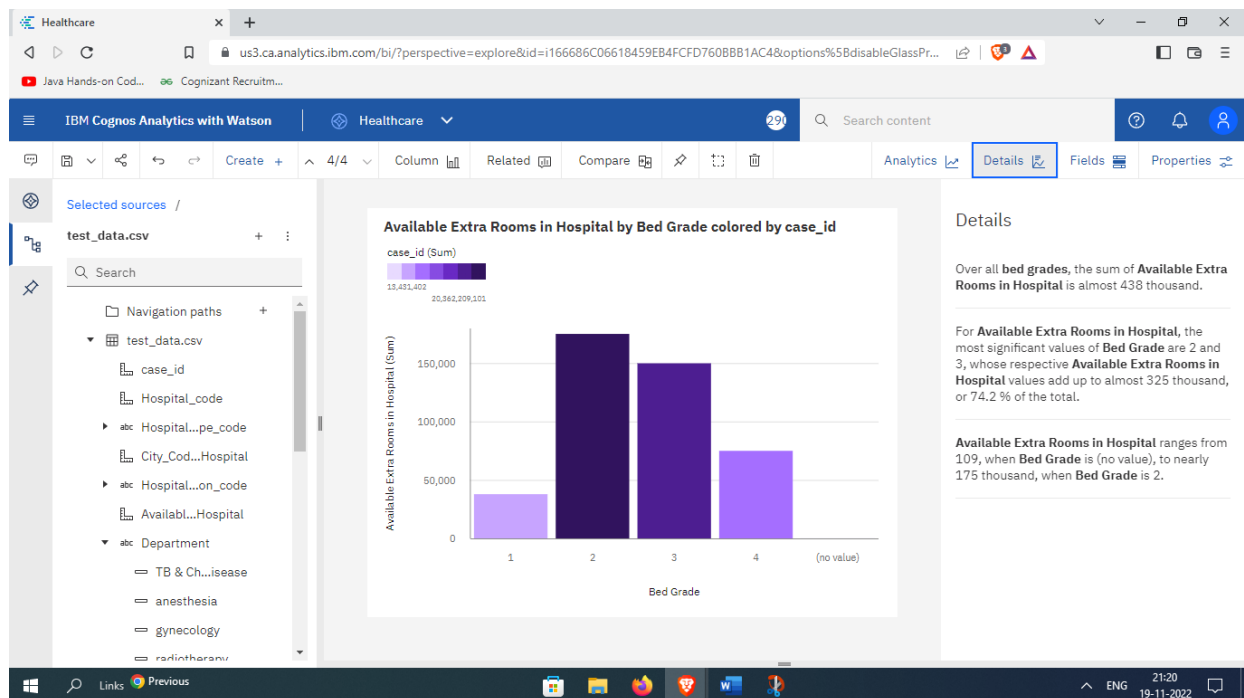 Healthcare
us3.ca.analytics.ibm.com/bi/?perspective=explore&id=i166686C06618459EB4FCFD760BBB1AC4&options%5BdisableGlassPr...
Java Hands-on Cod... Cognizant Recruitm...
IBM Cognos Analytics with Watson Healthcare 290 Search content
Create + 4/4 Column Related Compare Analytics Details Fields Properties
Selected sources /
test_data.csv
Search
Navigation paths
test_data.csv
case_id
Hospital_code
abc Hospital...pe_code
City_Cod...Hospital
abc Hospital...on_code
Availabl...Hospital
abc Department
TB & Ch...isease
anesthesia
gynecology
radiotherapy
Available Extra Rooms in Hospital by Bed Grade colored by case_id
case_id (Sum)
13,431,402
20,362,209,101
Available Extra Rooms in Hospital (Sum)
150,000
100,000
50,000
0
1 2 3 4 (no value)
Bed Grade
Details
Over all bed grades, the sum of Available Extra
Rooms in Hospital is almost 438 thousand.
For Available Extra Rooms in Hospital, the
most significant values of Bed Grade are 2 and
3, whose respective Available Extra Rooms in
Hospital values add up to almost 325 thousand,
or 74.2 % of the total.
Available Extra Rooms in Hospital ranges from
109, when Bed Grade is (no value), to nearly
175 thousand, when Bed Grade is 2.
Links Previous
ENG
21:20
19-11-2022